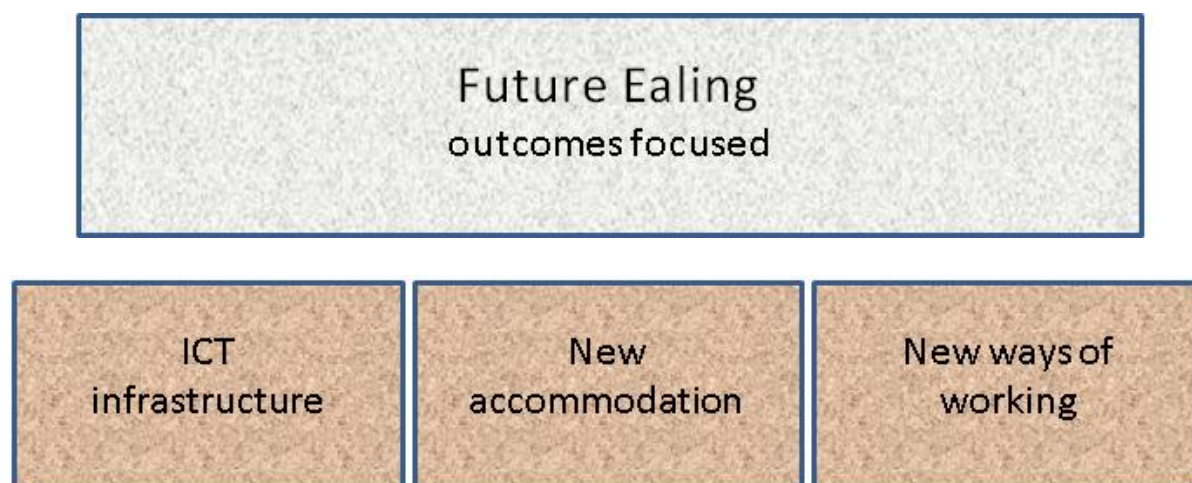 Future Ealing
outcomes focused
ICT
infrastructure
New
accommodation
New ways of
working